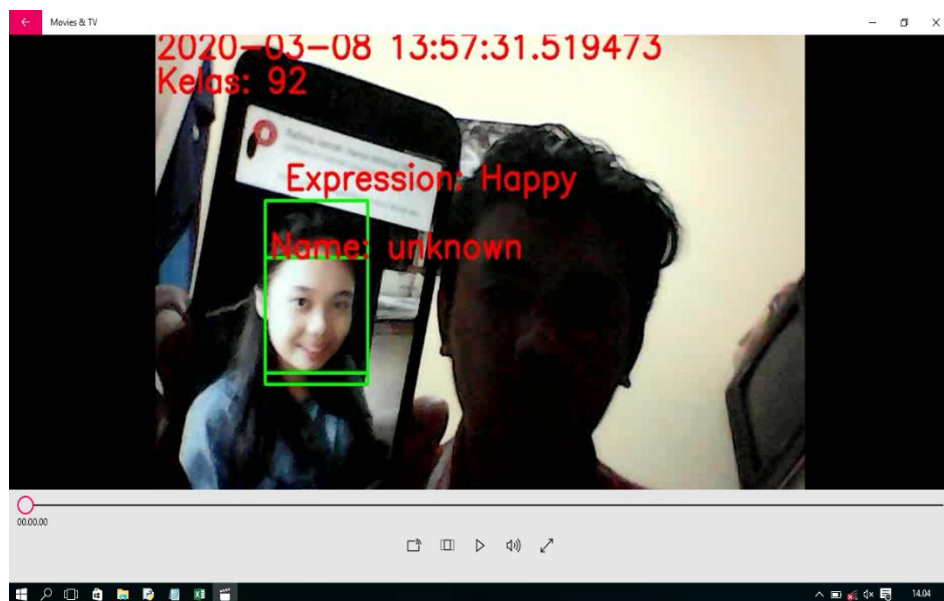 Movies & TV
2020-03-08 13:57:31.519473
Kelas: 92
Expression: Happy
Name: unknown
00.00.00
14.04